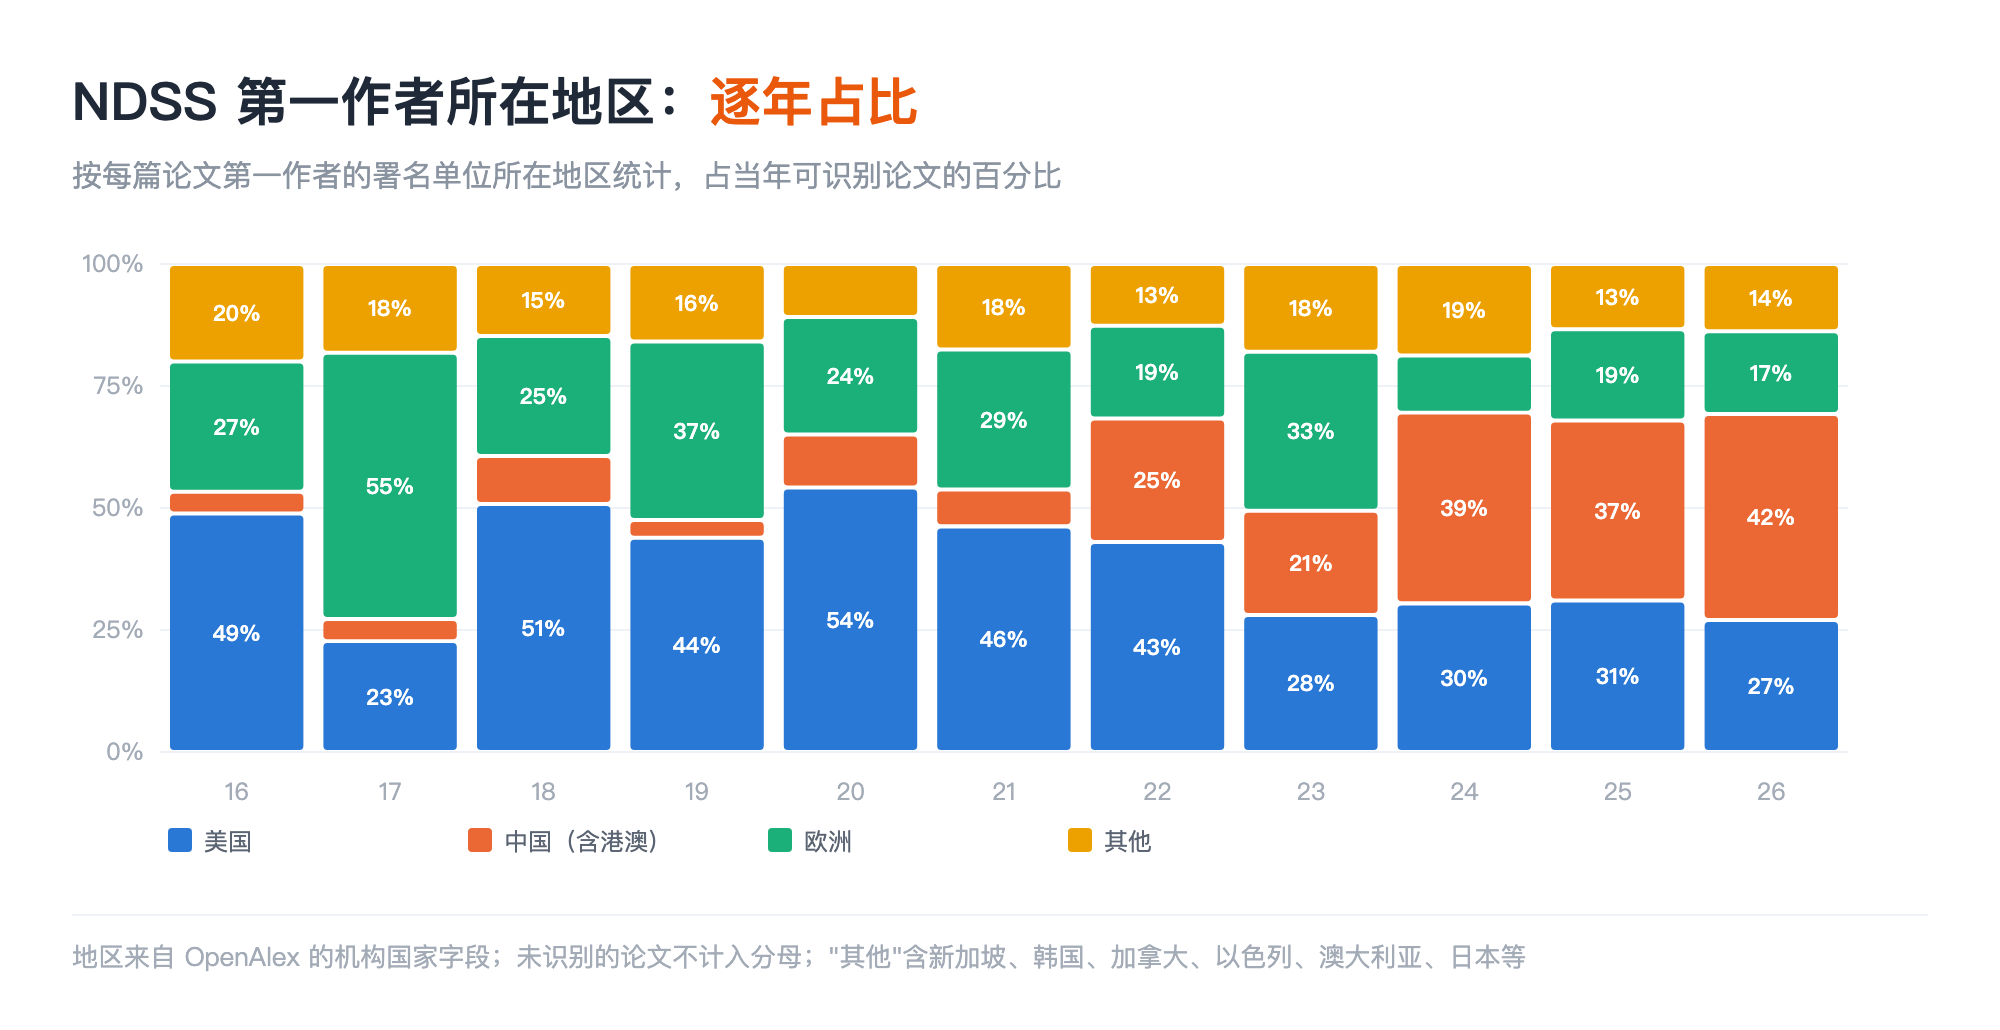 NDSS 第一作者所在地区：逐年占比
按每篇论文第一作者的署名单位所在地区统计，占当年可识别论文的百分比
100%
75%
50%
25%
0%
20% 18% 15% 16% 18% 13% 18% 19% 13% 14%
27% 55% 25% 37% 24% 29% 19% 33% 19% 17%
25% 21% 39% 37% 42%
49% 23% 51% 44% 54% 46% 43% 28% 30% 31% 27%
16 17 18 19 20 21 22 23 24 25 26
美国 中国（含港澳） 欧洲 其他
地区来自 OpenAlex 的机构国家字段；未识别的论文不计入分母；"其他"含新加坡、韩国、加拿大、以色列、澳大利亚、日本等